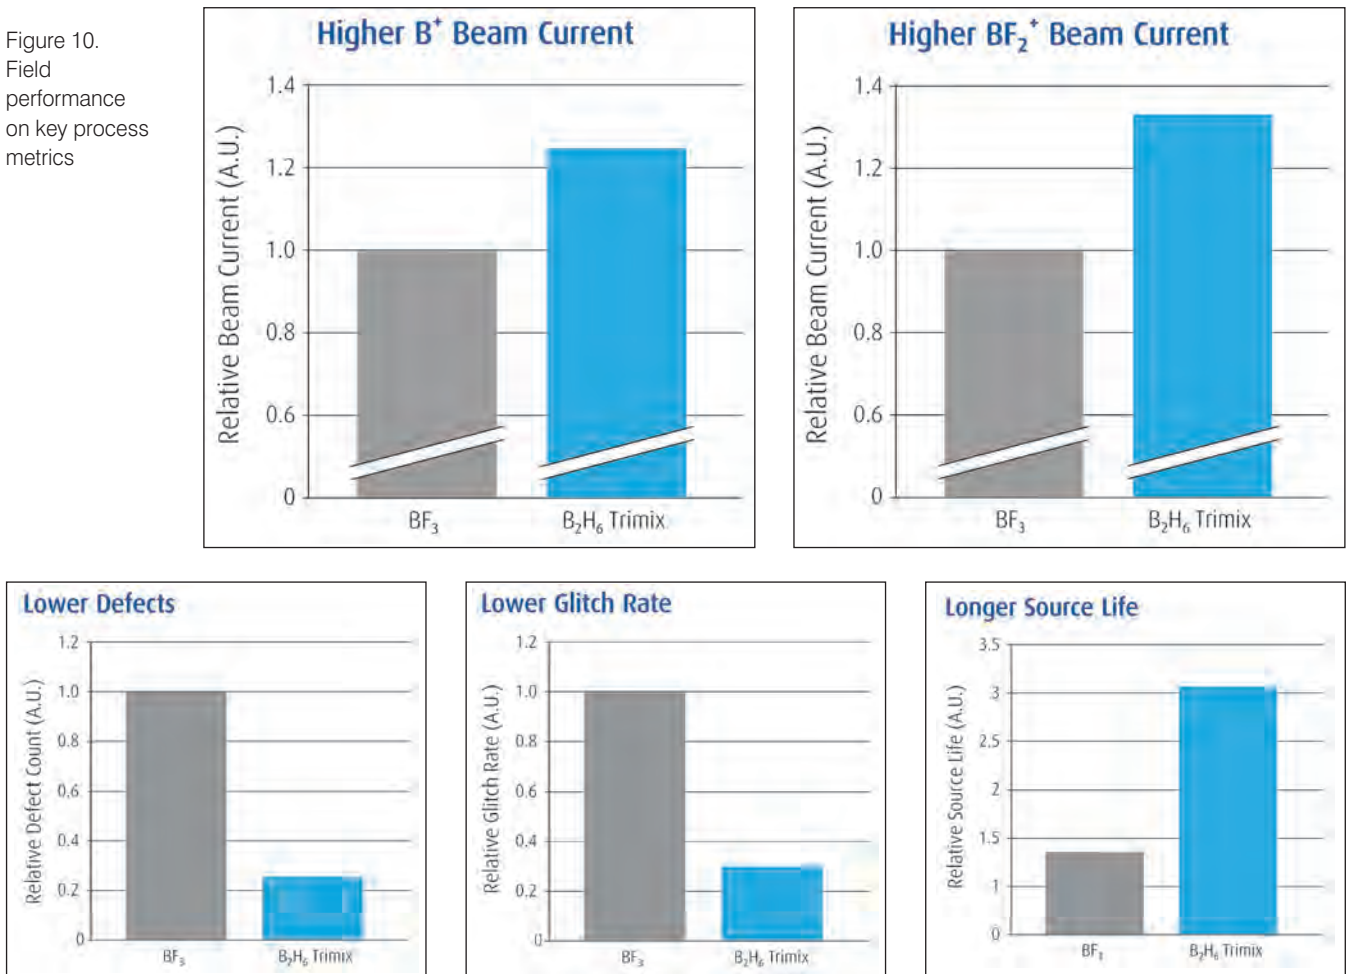 Figure 10.
Field
performance
on key process
metrics
Higher B⁺ Beam Current
Relative Beam Current (A.U.)
1.4
1.2
1.0
0.8
0.6
0
BF₃
B₂H₆ Trimix
Higher BF₂⁺ Beam Current
Relative Beam Current (A.U.)
1.4
1.2
1.0
0.8
0.6
0
BF₃
B₂H₆ Trimix
Lower Defects
Relative Defect Count (A.U.)
1.2
1.0
0.8
0.6
0.4
0.2
0
BF₃
B₂H₆ Trimix
Lower Glitch Rate
Relative Glitch Rate (A.U.)
1.2
1.0
0.8
0.6
0.4
0.2
0
BF₃
B₂H₆ Trimix
Longer Source Life
Relative Source Life (A.U.)
3.5
3
2.5
2
1.5
1
0
BF₃
B₂H₆ Trimix